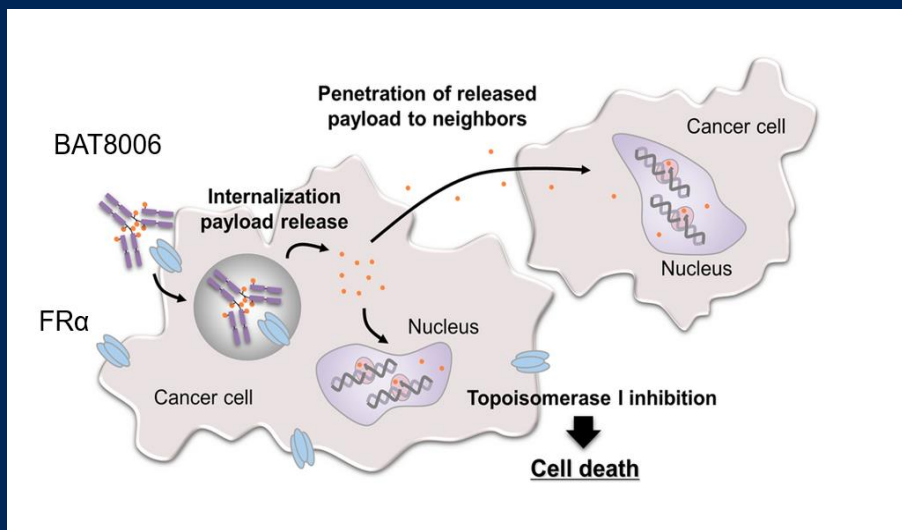 Penetration of released
payload to neighbors
Cancer cell
BAT8006
Internalization
payload release
Nucleus
FRα
Nucleus
Cancer cell
Topoisomerase I inhibition
Cell death